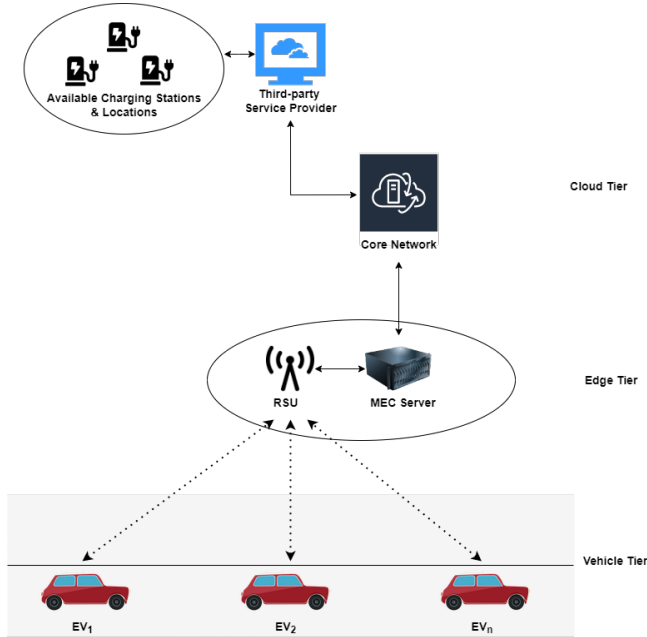 Available Charging Stations
& Locations
Third-party
Service Provider
Cloud Tier
Core Network
Edge Tier
RSU
MEC Server
Vehicle Tier
EV₁
EV₂
EVₙ